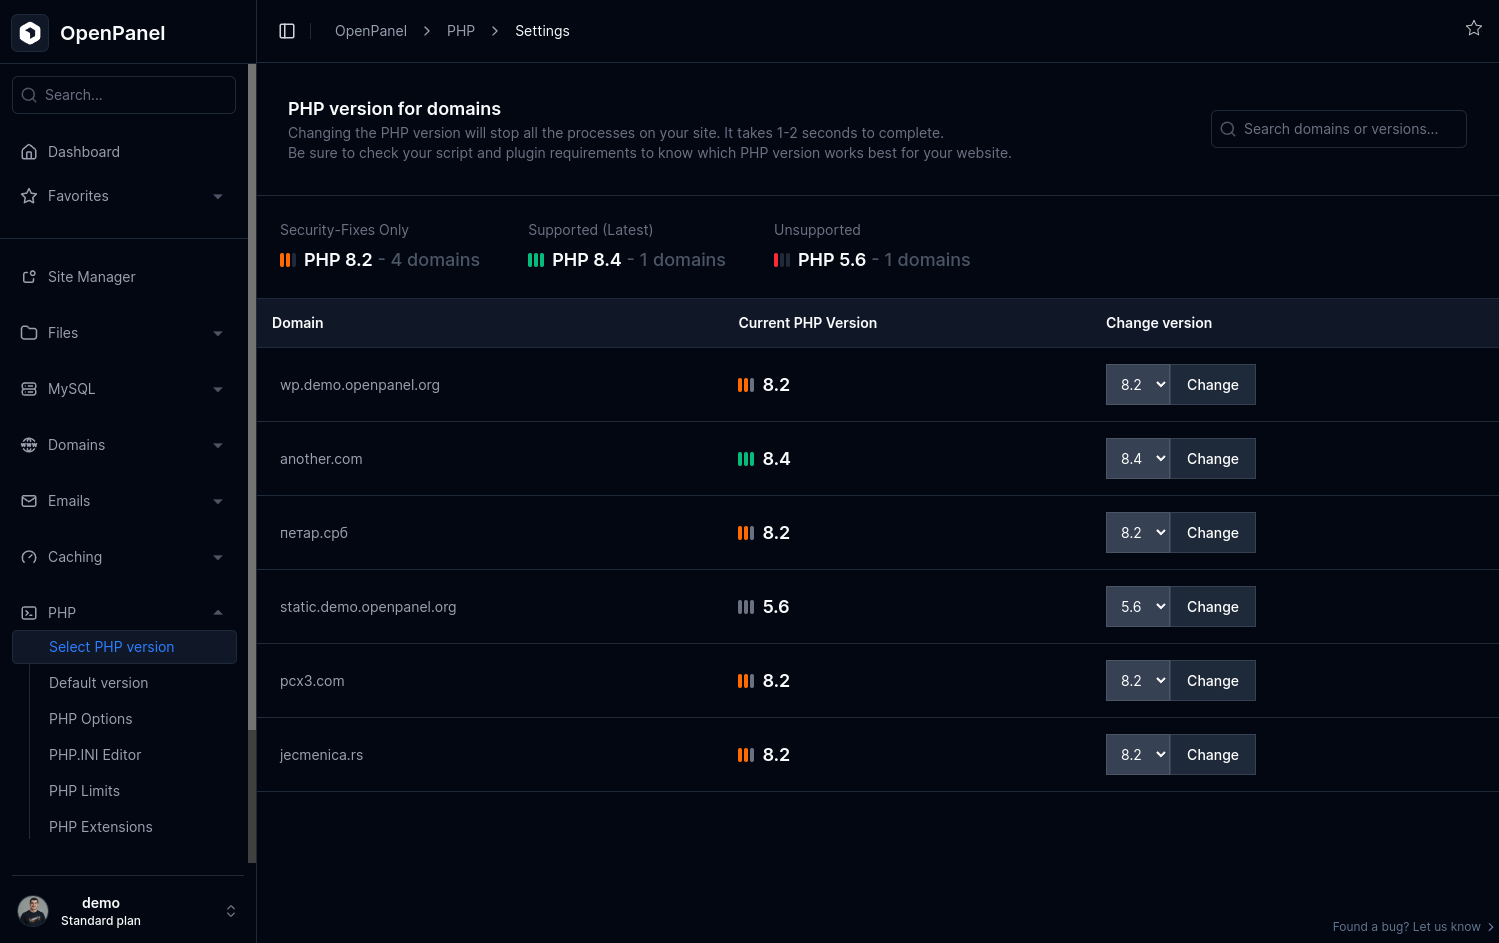 OpenPanel
Search...
Dashboard
Favorites
Site Manager
Files
MySQL
Domains
Emails
Caching
PHP
Select PHP version
Default version
PHP Options
PHP.INI Editor
PHP Limits
PHP Extensions
demo
Standard plan
OpenPanel > PHP > Settings
PHP version for domains
Changing the PHP version will stop all the processes on your site. It takes 1-2 seconds to complete.
Be sure to check your script and plugin requirements to know which PHP version works best for your website.
Search domains or versions...
Security-Fixes Only
PHP 8.2 - 4 domains
Supported (Latest)
PHP 8.4 - 1 domains
Unsupported
PHP 5.6 - 1 domains
Domain Current PHP Version Change version
wp.demo.openpanel.org 8.2 8.2 Change
another.com 8.4 8.4 Change
петар.срб 8.2 8.2 Change
static.demo.openpanel.org 5.6 5.6 Change
pcx3.com 8.2 8.2 Change
jecmenica.rs 8.2 8.2 Change
Found a bug? Let us know